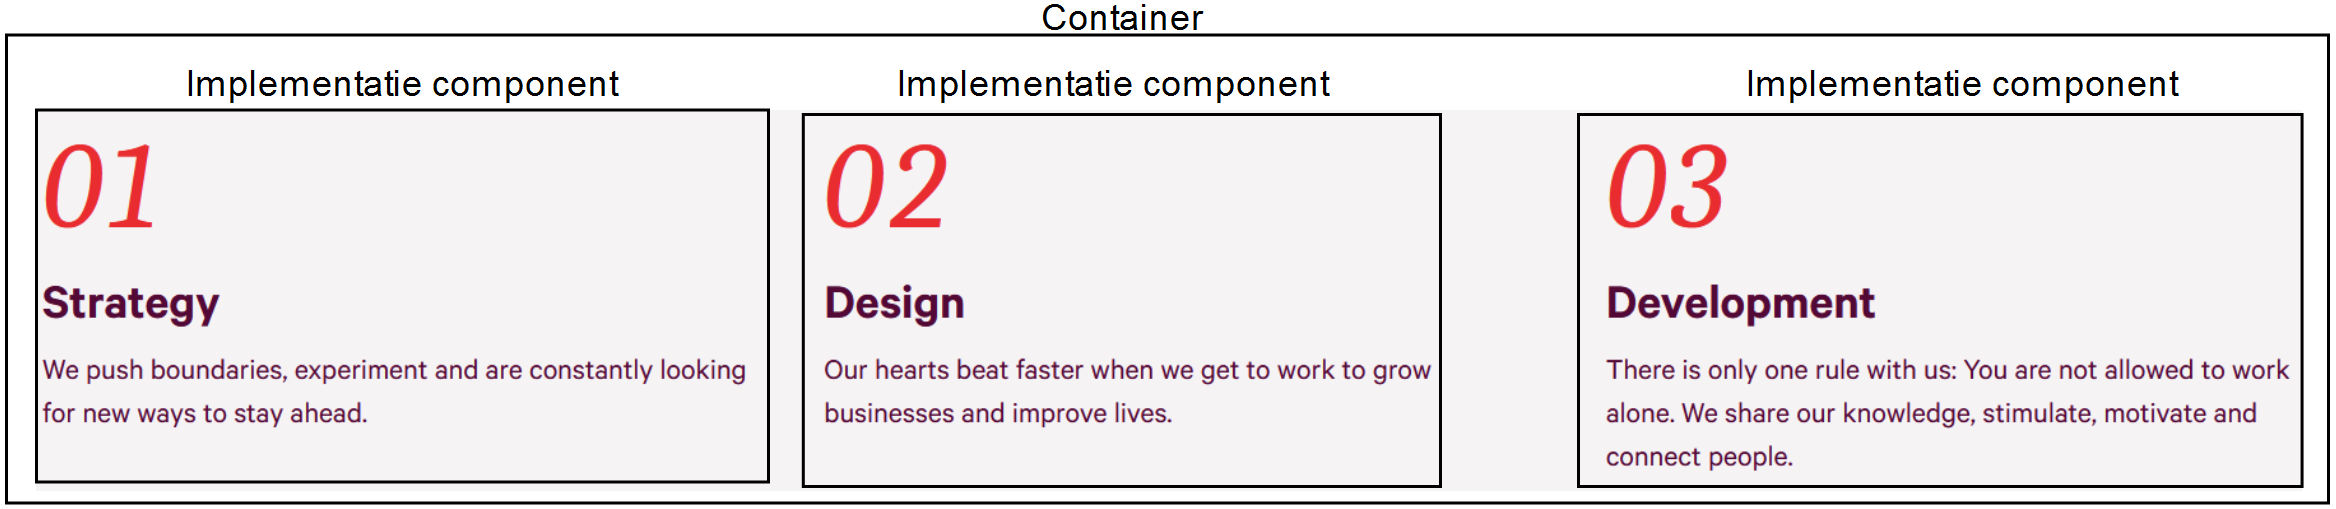 Container
Implementatie component
Implementatie component
Implementatie component
01
Strategy
We push boundaries, experiment and are constantly looking
for new ways to stay ahead.
02
Design
Our hearts beat faster when we get to work to grow
businesses and improve lives.
03
Development
There is only one rule with us: You are not allowed to work
alone. We share our knowledge, stimulate, motivate and
connect people.